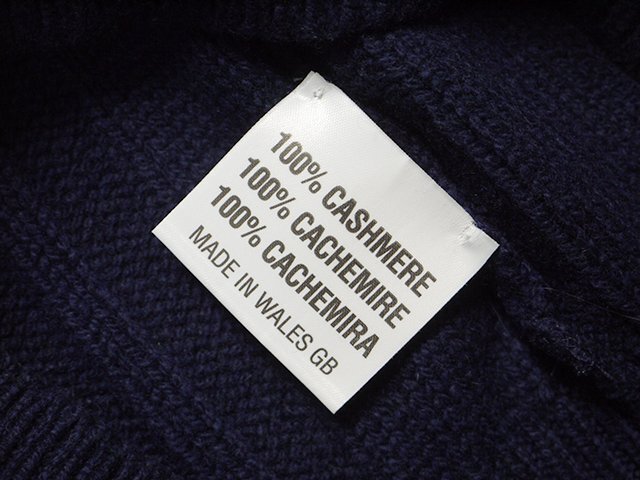 100% CASHMERE
100% CACHEMIRE
100% CACHEMIRA
MADE IN WALES GB